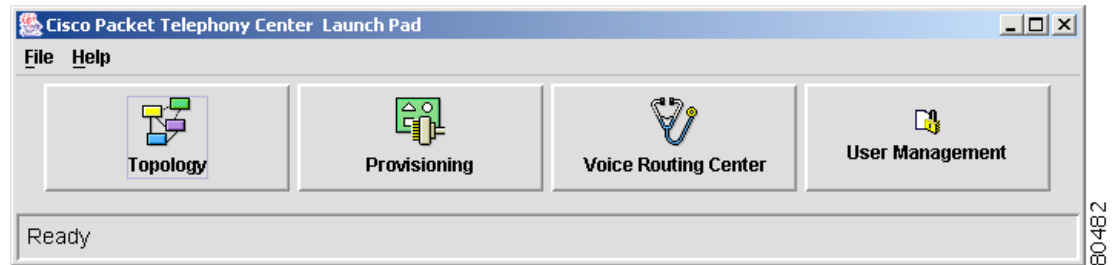 Cisco Packet Telephony Center Launch Pad
File Help
Topology Provisioning Voice Routing Center User Management
Ready
80482